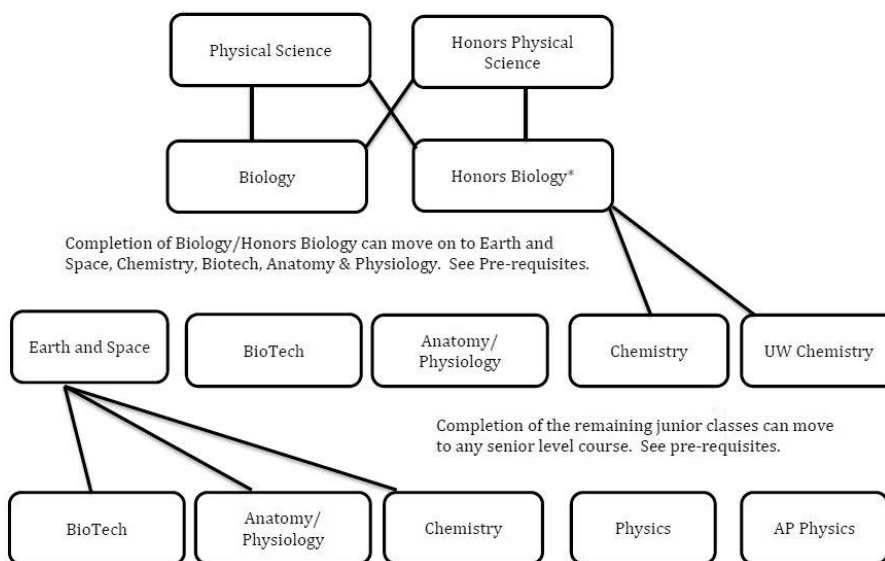 Physical Science
Honors Physical
Science
Biology
Honors Biology*
Completion of Biology/Honors Biology can move on to Earth and
Space, Chemistry, Biotech, Anatomy & Physiology.  See Pre-requisites.
Earth and Space
BioTech
Anatomy/
Physiology
Chemistry
UW Chemistry
Completion of the remaining junior classes can move
to any senior level course.  See pre-requisites.
BioTech
Anatomy/
Physiology
Chemistry
Physics
AP Physics